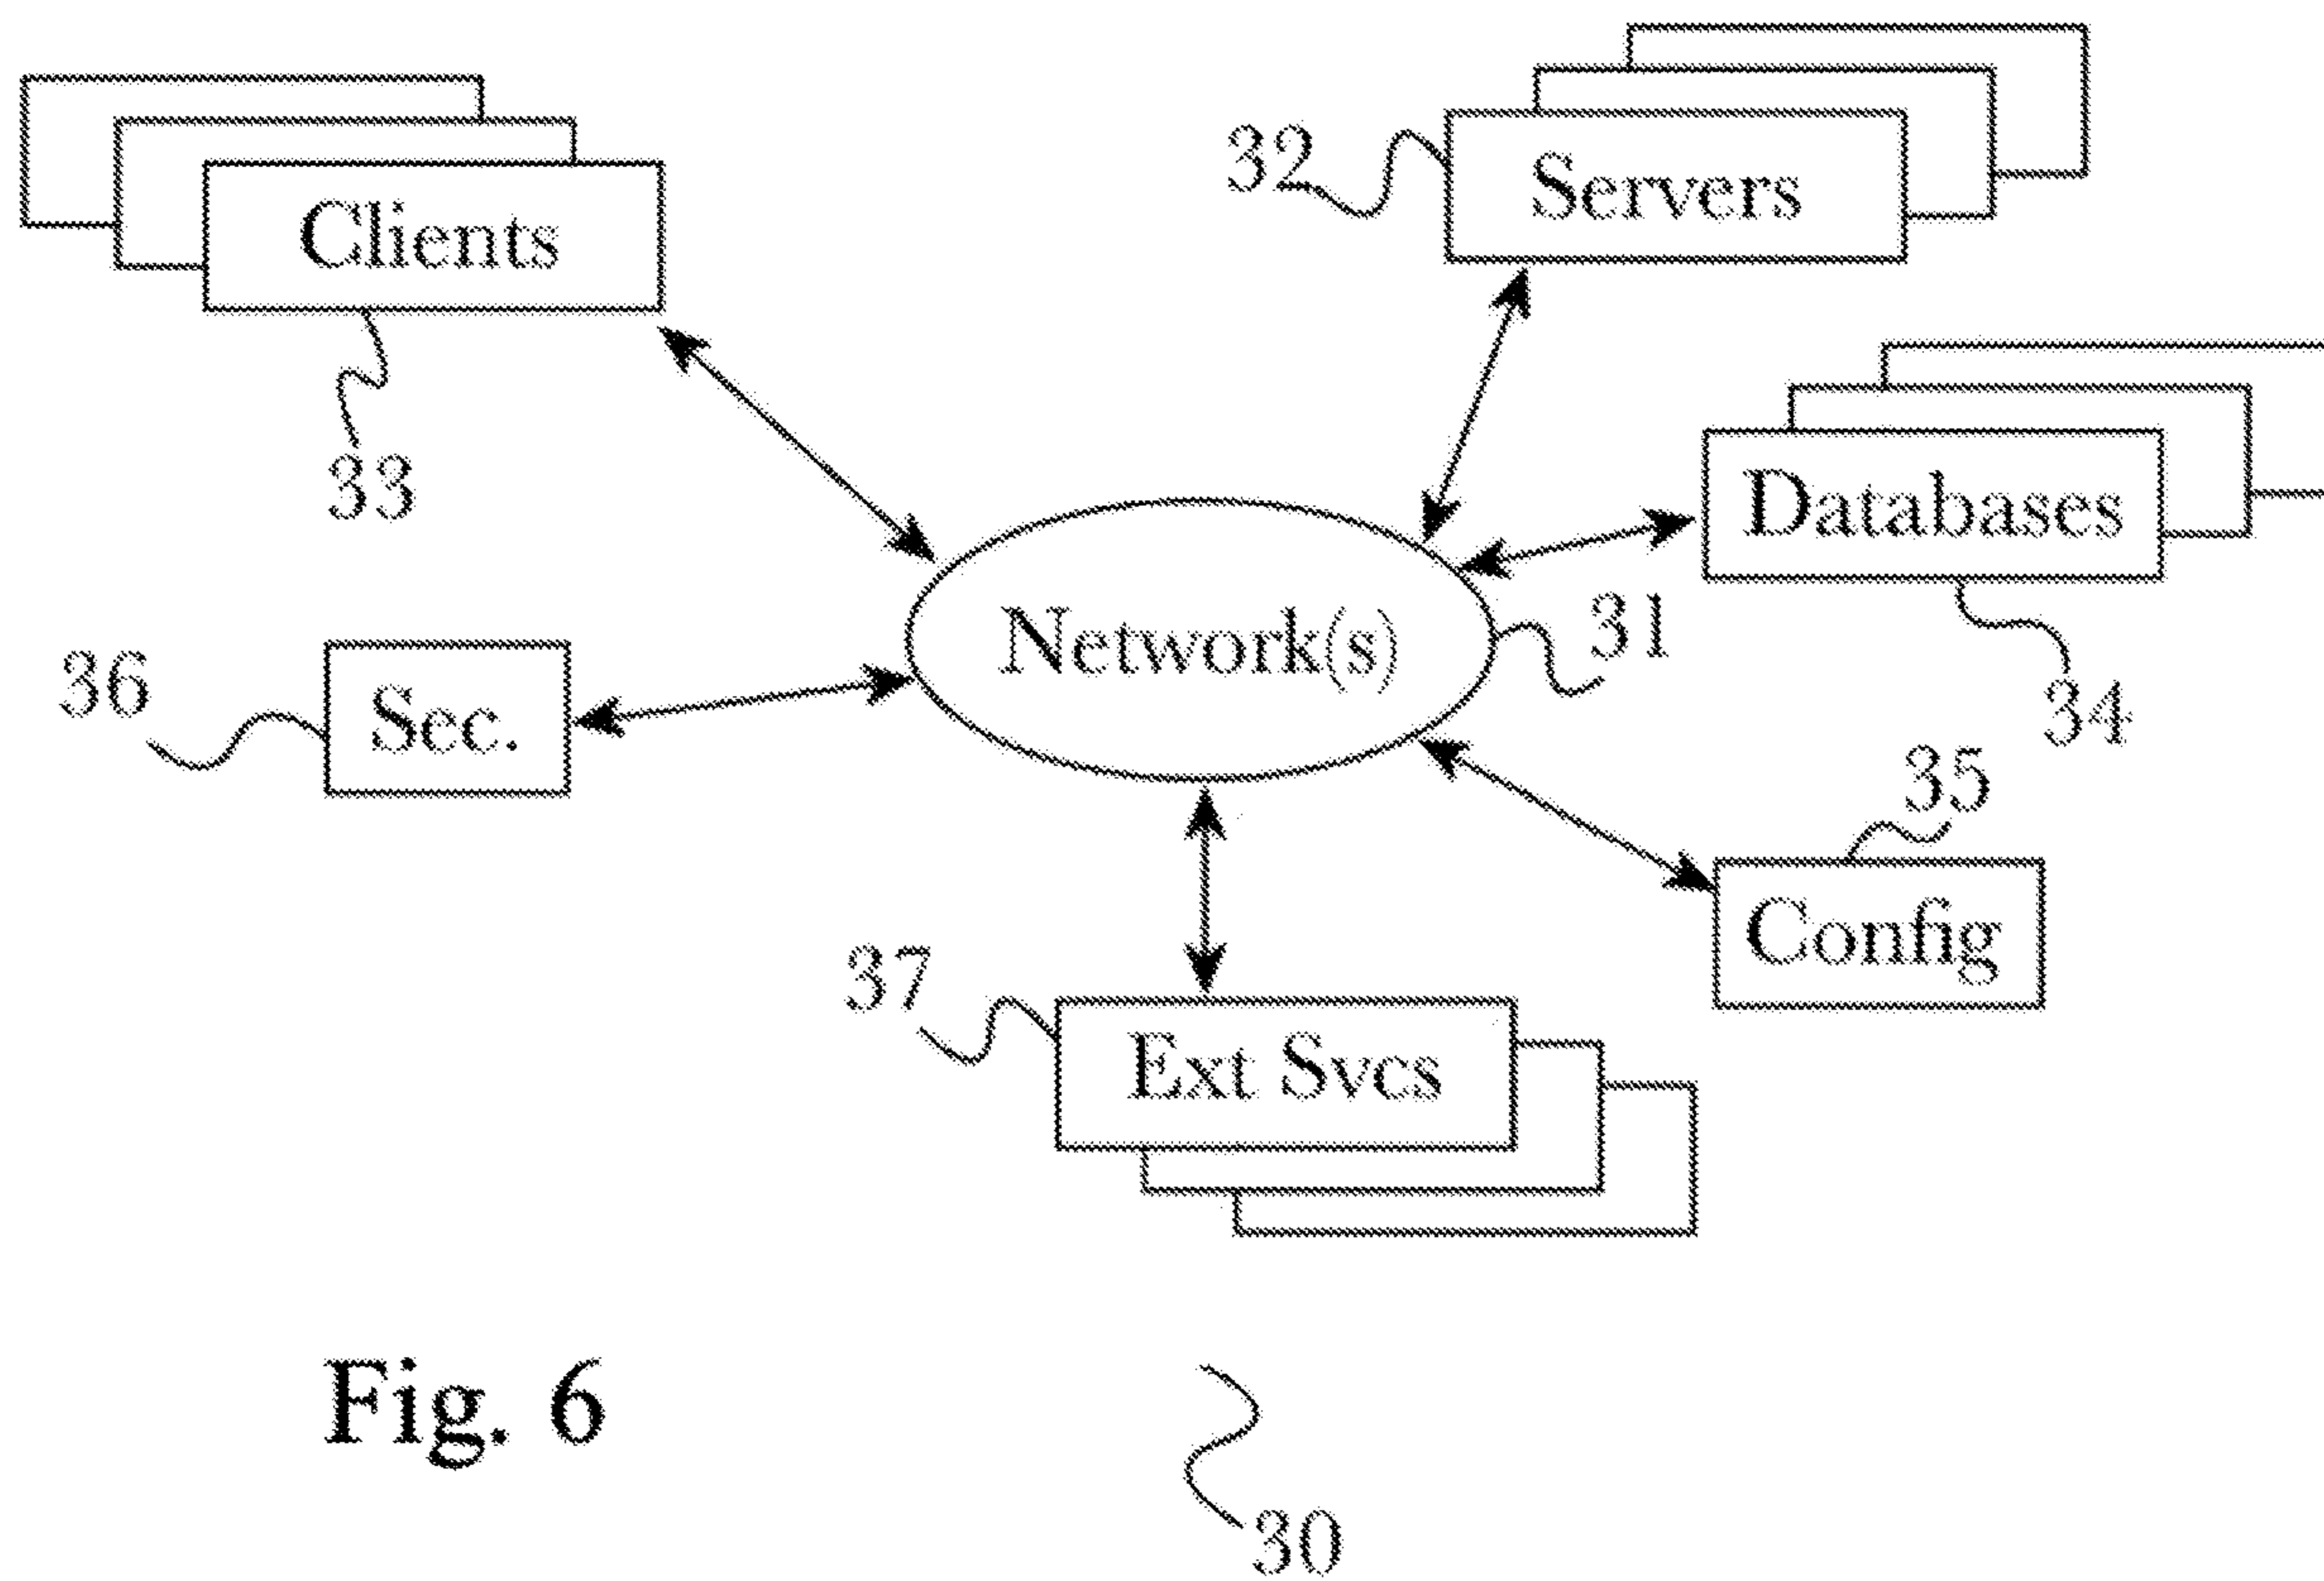 32
Servers
Clients
33
Databases
Network(s)
31
36
Sec.
34
35
Config
37
Ext Svcs
Fig. 6
30